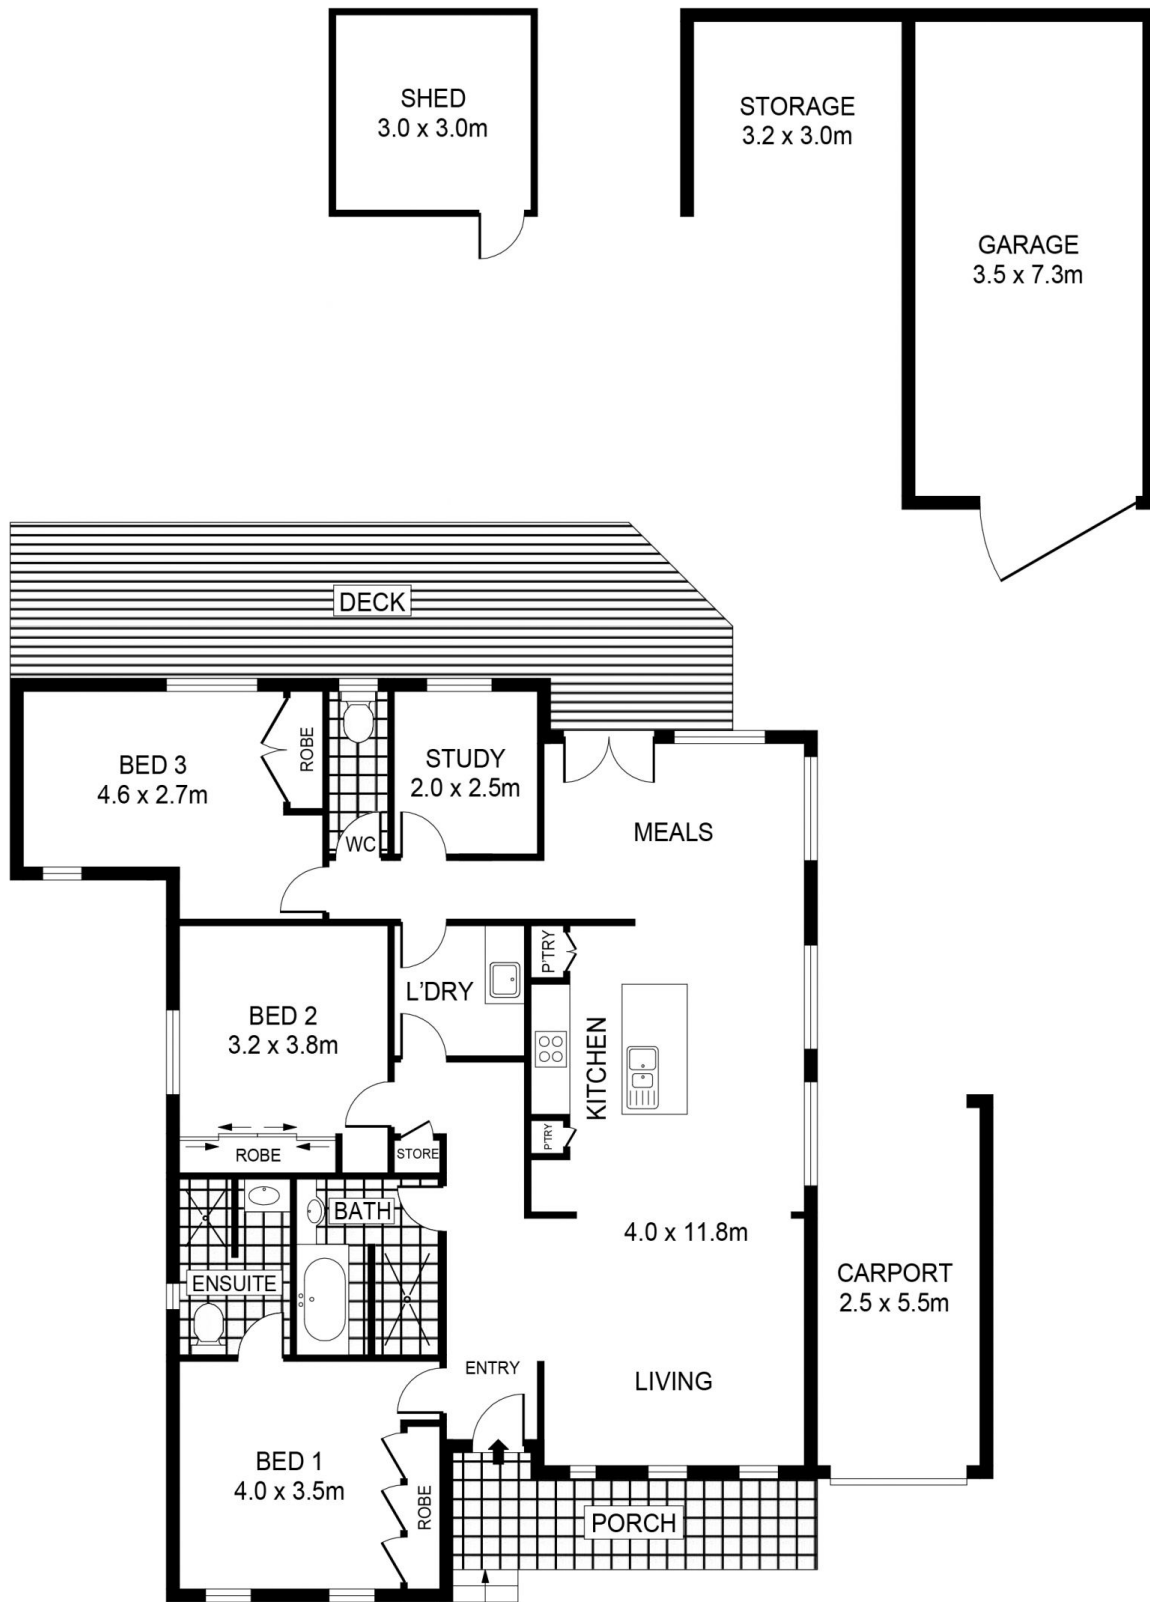 SHED
3.0 x 3.0m
STORAGE
3.2 x 3.0m
GARAGE
3.5 x 7.3m
DECK
BED 3
4.6 x 2.7m
ROBE
WC
STUDY
2.0 x 2.5m
MEALS
BED 2
3.2 x 3.8m
ROBE
L'DRY
P'TRY
KITCHEN
P'TRY
STORE
BATH
ENSUITE
4.0 x 11.8m
CARPORT
2.5 x 5.5m
ENTRY
LIVING
BED 1
4.0 x 3.5m
ROBE
PORCH